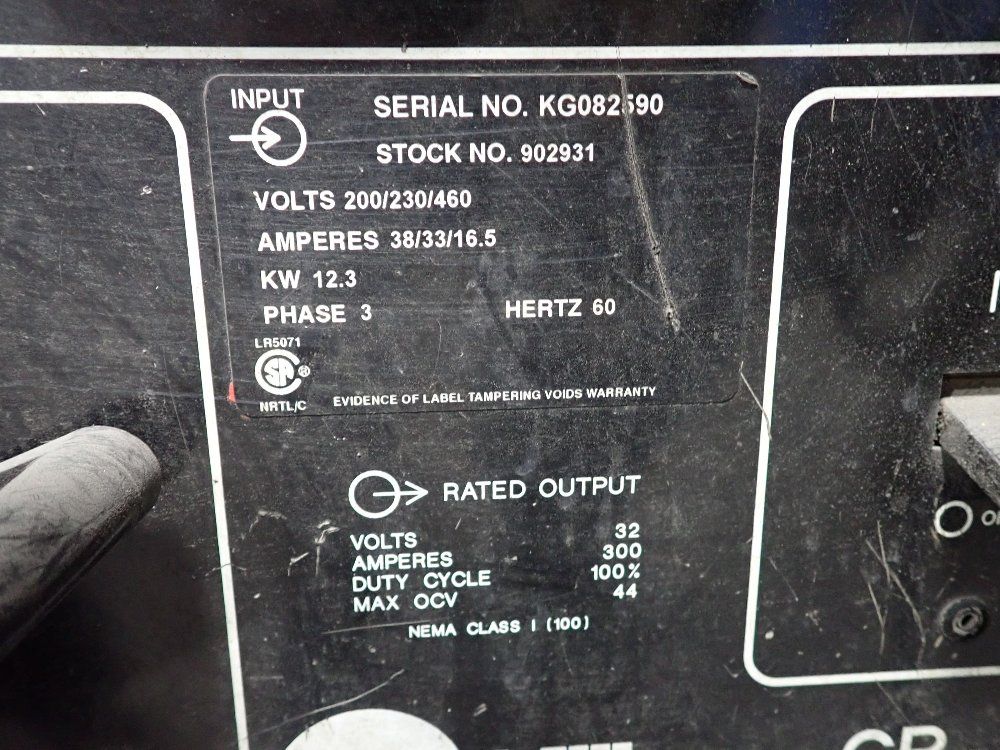 INPUT
SERIAL NO. KG082590
STOCK NO. 902931
VOLTS 200/230/460
AMPERES 38/33/16.5
KW 12.3
PHASE 3 HERTZ 60
LR5071
NRTL/C
EVIDENCE OF LABEL TAMPERING VOIDS WARRANTY
RATED OUTPUT
VOLTS 32
AMPERES 300
DUTY CYCLE 100%
MAX OCV 44
NEMA CLASS I (100)